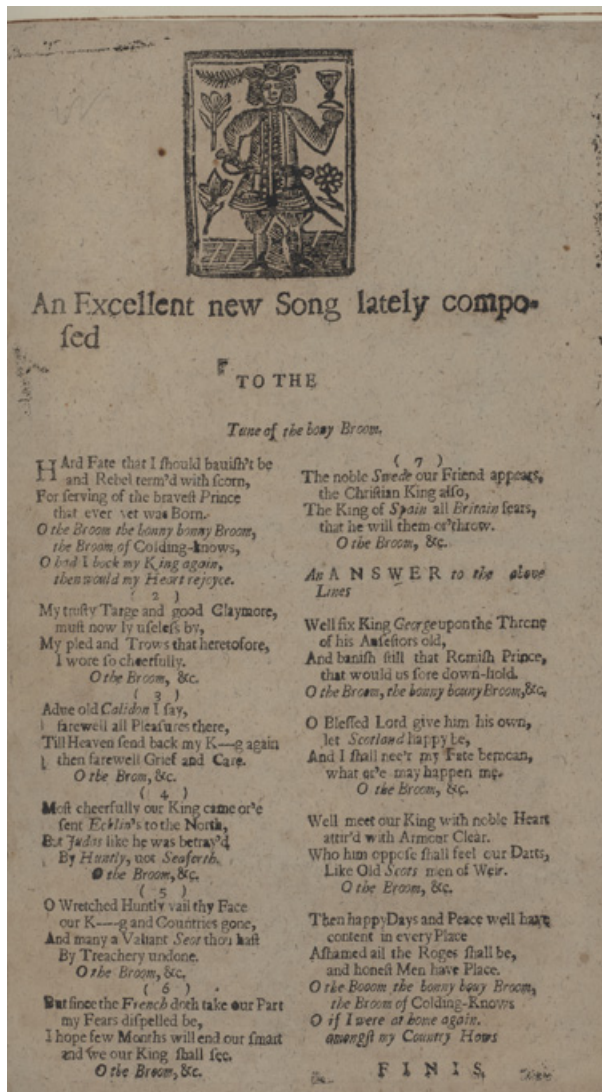 An Excellent new Song lately compo-
sed
TO THE
Tune of the bony Broom.
HArd Fate that I should banish't be
and Rebel term'd with scorn,
For serving of the bravest Prince
that ever yet was Born.
O the Broom the bonny bonny Broom,
the Broom of Colding-knows,
O had I back my King again,
then would my Heart rejoyce.
( 2 )
My trusty Targe and good Claymore,
must now ly useless by,
My pled and Trows that heretofore,
I wore so cheerfully.
O the Broom, &c.
( 3 )
Adue old Calidon I say,
farewell all Pleasures there,
Till Heaven send back my K---g again
then farewell Grief and Care.
O the Brom, &c.
( 4 )
Most cheerfully our King came or'e
sent Ecklin's to the North,
But Judas like he was betray'd
By Huntly, not Seaforth.
O the Broom, &c.
( 5 )
O Wretched Huntly vail thy Face
our K---g and Countries gone,
And many a Valiant Scot thou hast
By Treachery undone.
O the Broom, &c.
( 6 )
But since the French doth take our Part
my Fears dispelled be,
I hope few Months will end our smart
and we our King shall see.
O the Broom, &c.
( 7 )
The noble Swede our Friend appears,
the Christian King also,
The King of Spain all Britain fears,
that he will them or'throw.
O the Broom, &c.
An ANSWER to the above
Lines
Well fix King George upon the Throne
of his Ansestors old,
And banish still that Romish Prince,
that would us sore down-hold.
O the Broom, the bonny bonny Broom, &c.
O Blessed Lord give him his own,
let Scotland happy be,
And I shall nee'r my Fate bemoan,
what or'e may happen me.
O the Broom, &c.
Well meet our King with noble Heart
attir'd with Armour Clear.
Who him oppose shall feel our Darts,
Like Old Scots men of Weir.
O the Broom, &c.
Then happy Days and Peace well have
content in every Place
Ashamed all the Roges shall be,
and honest Men have Place.
O the Booom the bonny bony Broom,
the Broom of Colding-Knows
O if I were at home again.
amongst my Country Hows
FINIS.